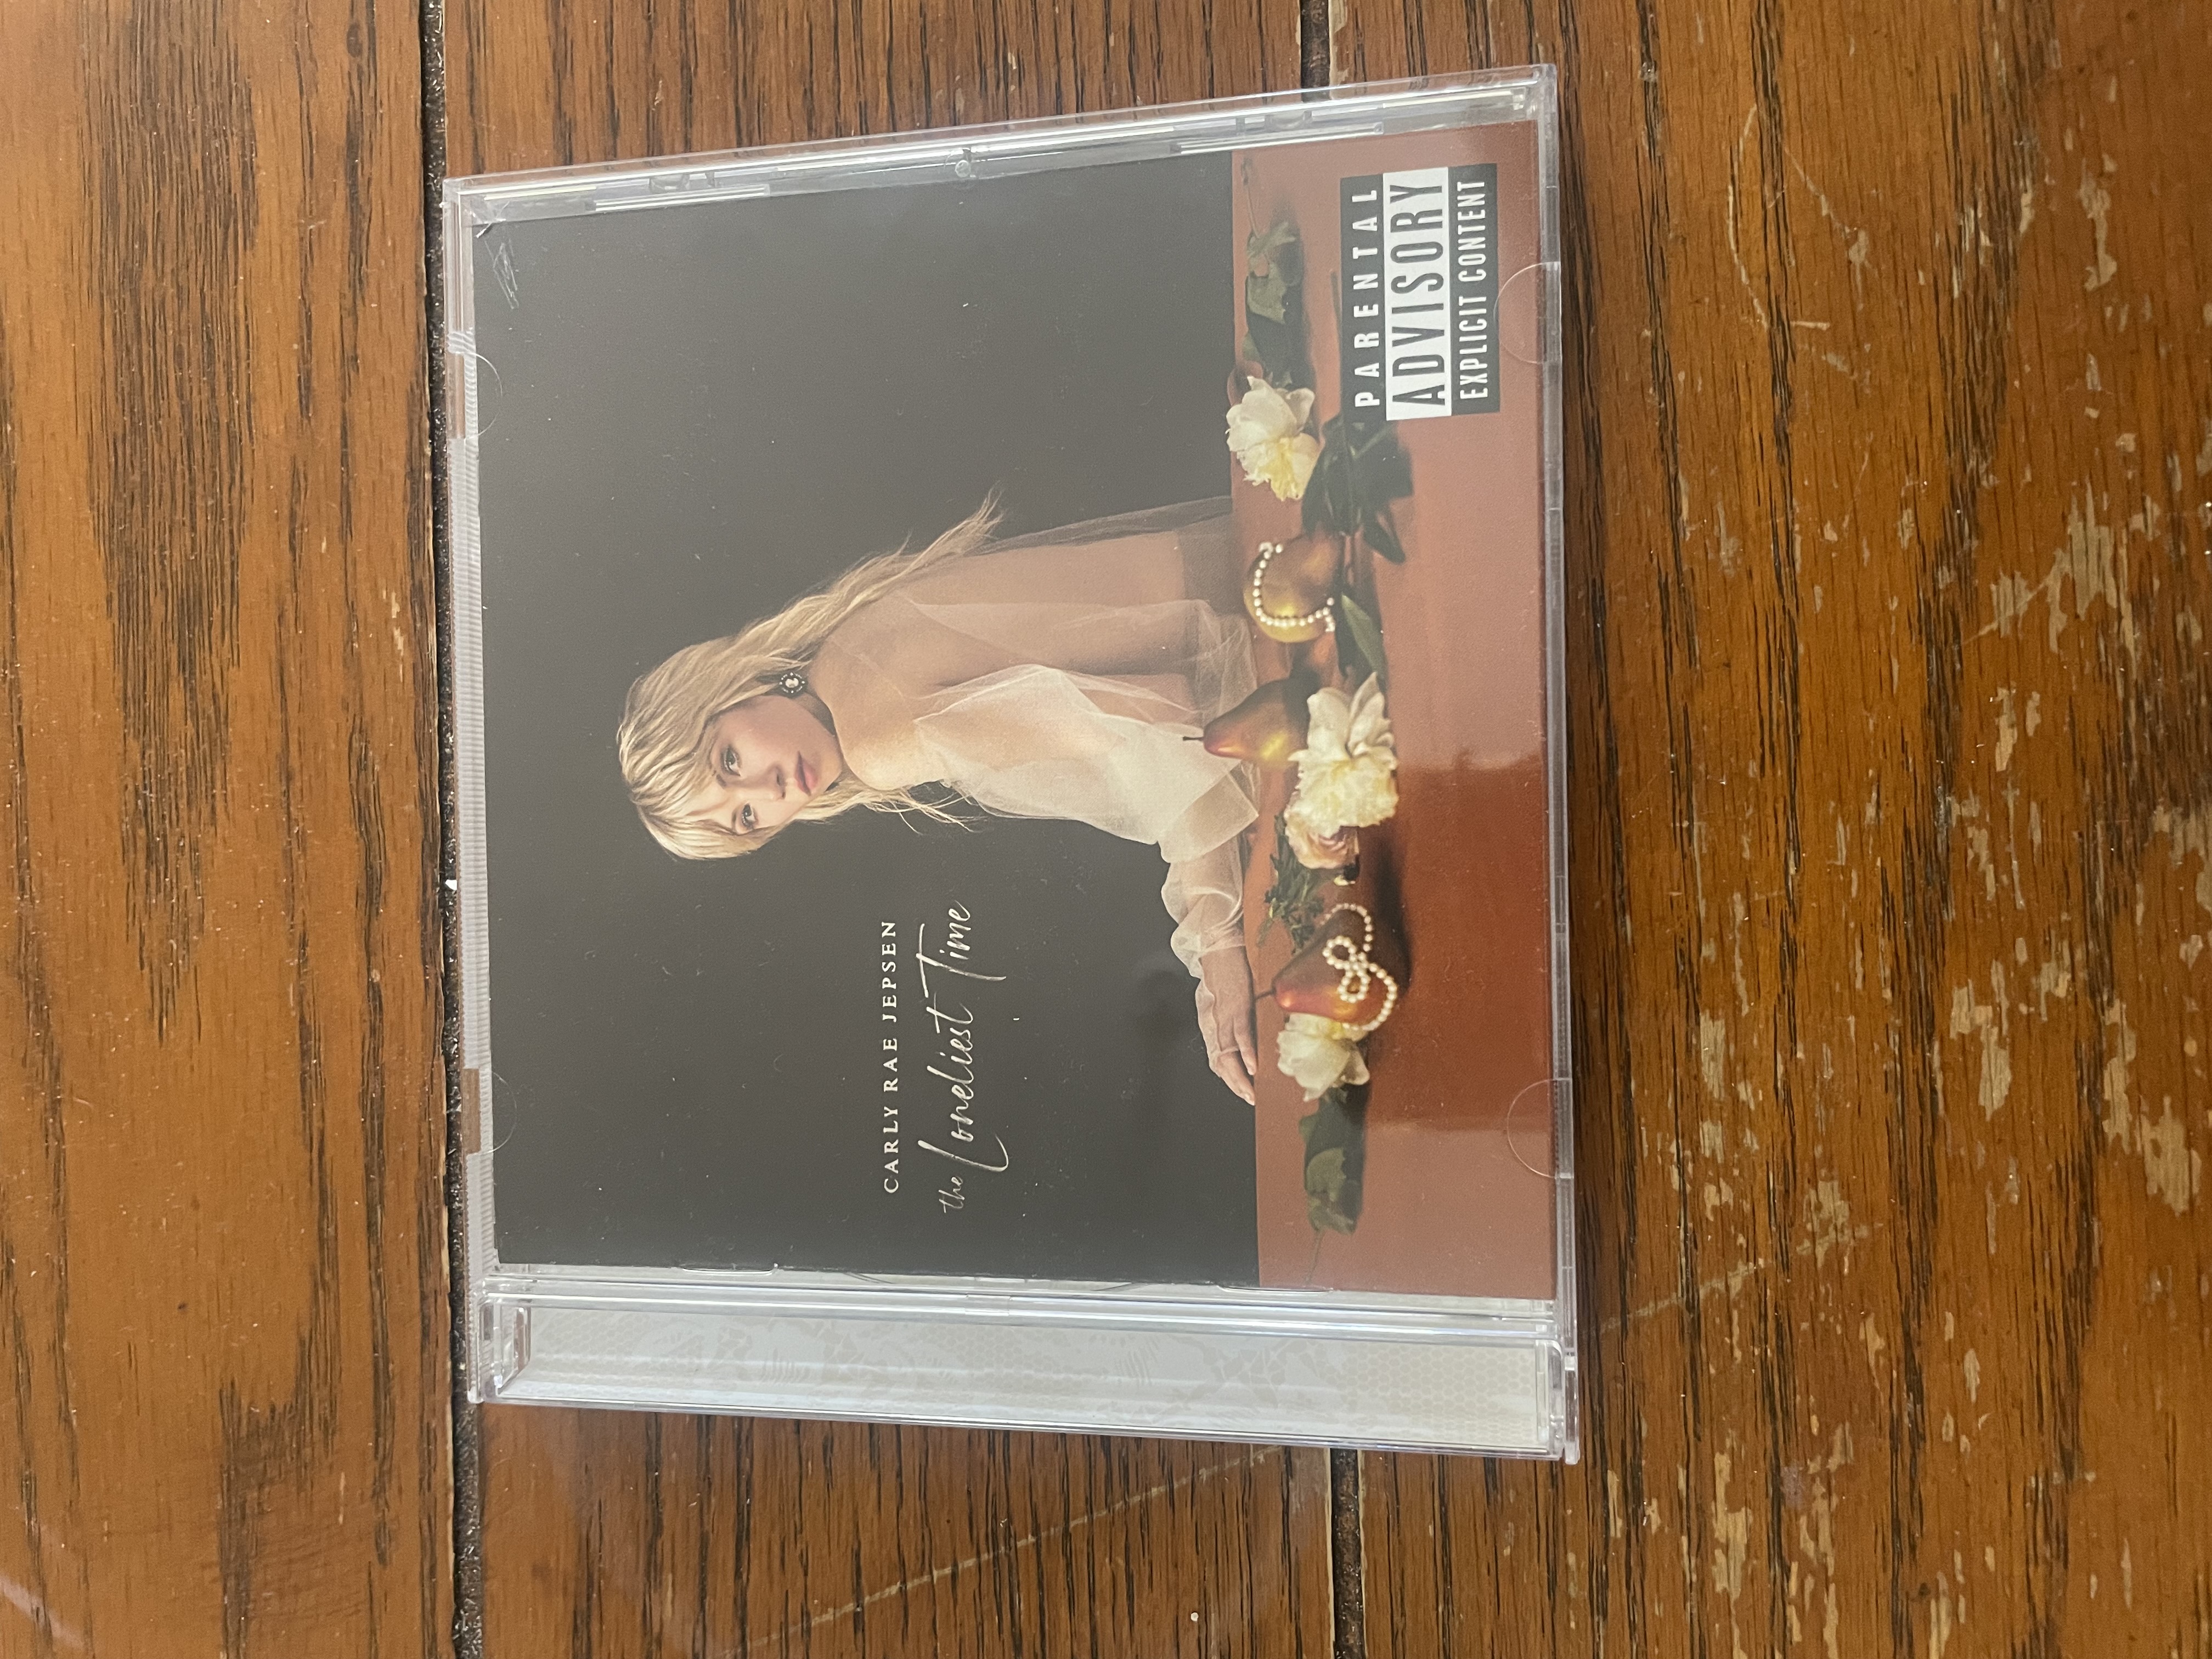 CARLY RAE JEPSEN
the Loneliest Time
PARENTAL
ADVISORY
EXPLICIT CONTENT